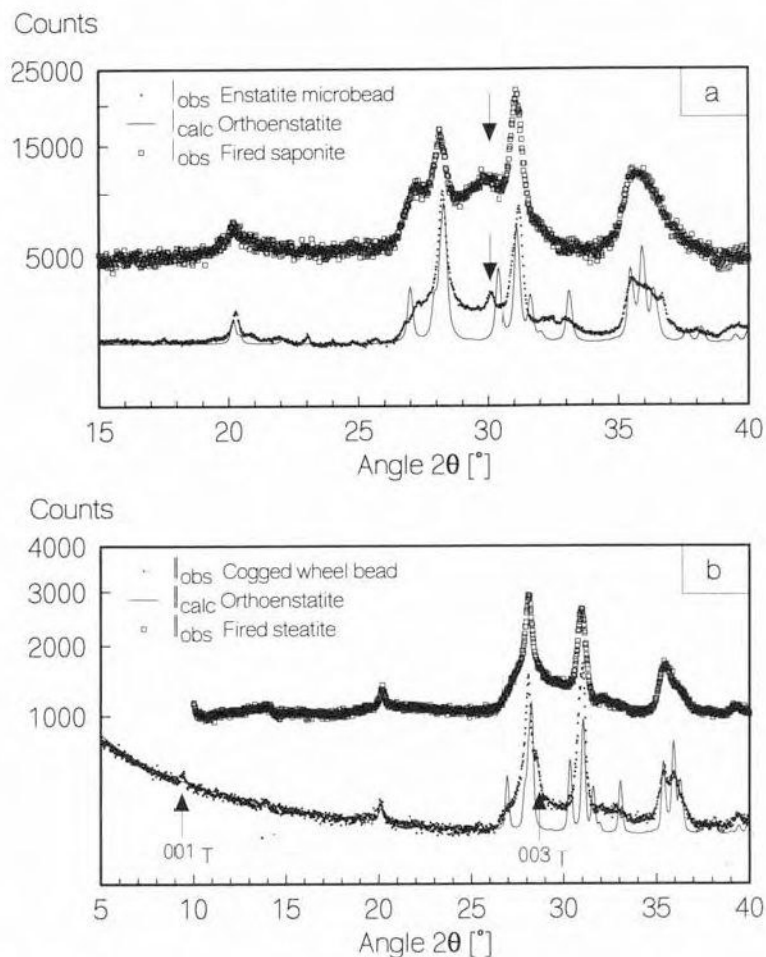 Counts
25000
15000
5000
I obs Enstatite microbead
I calc Orthoenstatite
I obs Fired saponite
a
15 20 25 30 35 40
Angle 2θ [°]
Counts
4000
3000
2000
1000
I obs Cogged wheel bead
I calc Orthoenstatite
I obs Fired steatite
b
001 T
003 T
5 10 15 20 25 30 35 40
Angle 2θ [°]